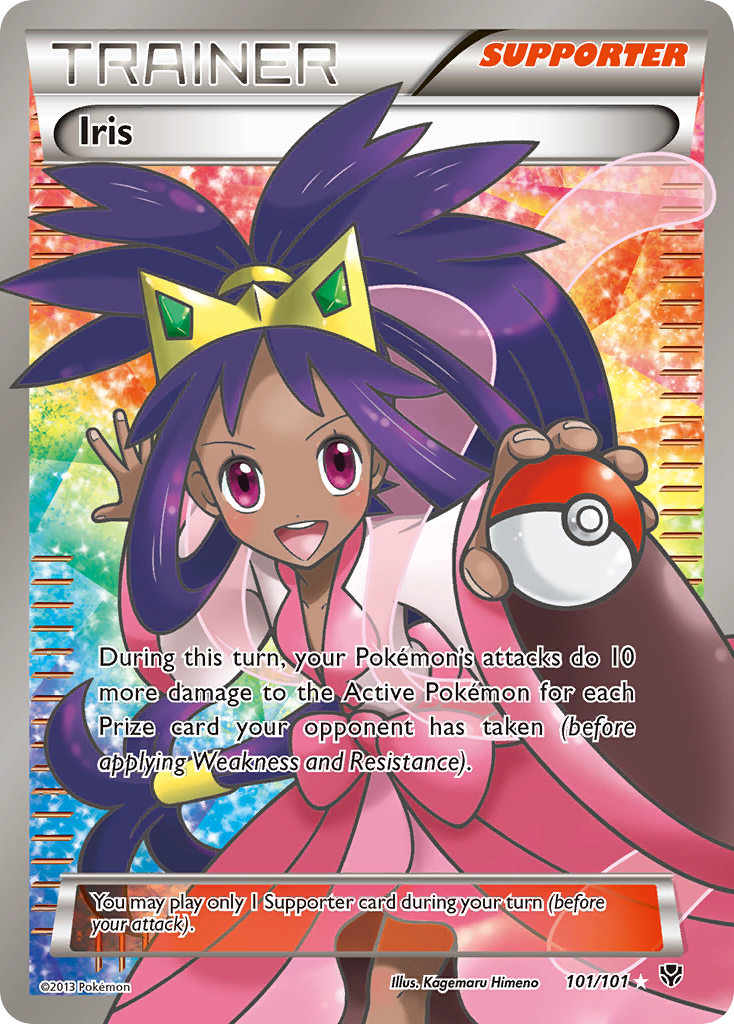 TRAINER
SUPPORTER
Iris
During this turn, your Pokémon's attacks do 10
more damage to the Active Pokémon for each
Prize card your opponent has taken (before
applying Weakness and Resistance).
You may play only 1 Supporter card during your turn (before
your attack).
©2013 Pokémon
Illus. Kagemaru Himeno
101/101 ★